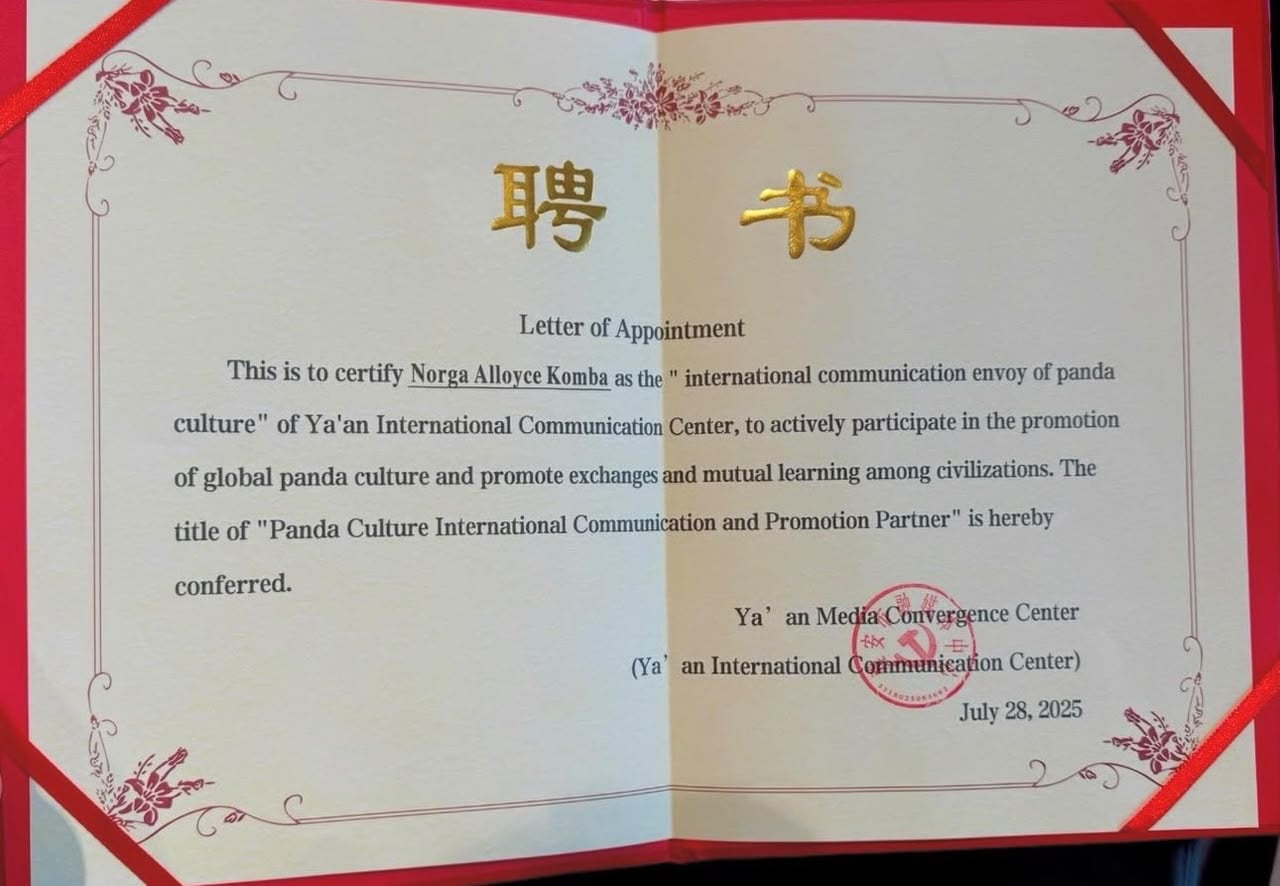 聘 书
Letter of Appointment
This is to certify Norga Alloyce Komba as the " international communication envoy of panda
culture" of Ya'an International Communication Center, to actively participate in the promotion
of global panda culture and promote exchanges and mutual learning among civilizations. The
title of "Panda Culture International Communication and Promotion Partner" is hereby
conferred.
Ya’ an Media Convergence Center
(Ya’ an International Communication Center)
July 28, 2025